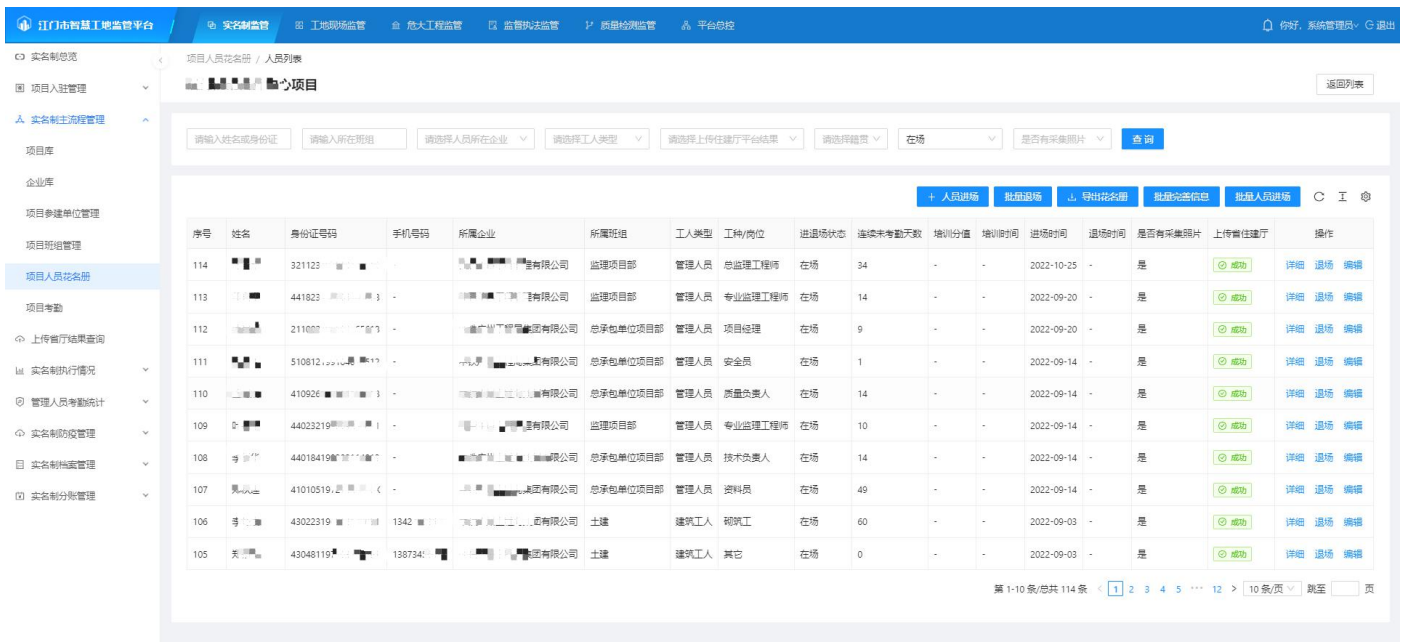 江门市智慧工地监管平台 实名制监管 工地现场监管 危大工程监管 监督执法监管 质量检测监管 平台总控 你好, 系统管理员 退出
实名制总览
项目入驻管理
实名制主流程管理
项目库
企业库
项目参建单位管理
项目班组管理
项目人员花名册
项目考勤
上传省厅结果查询
实名制执行情况
管理人员考勤统计
实名制防疫管理
实名制档案管理
实名制分账管理
项目人员花名册 / 人员列表
心项目 返回列表
请输入姓名或身份证 请输入所在班组 请选择人员所在企业 请选择工人类型 请选择上传住建厅平台结果 请选择籍贯 在场 是否有采集照片 查询
+ 人员进场 批量退场 导出花名册 批量完善信息 批量人员进场
序号 姓名 身份证号码 手机号码 所属企业 所属班组 工人类型 工种/岗位 进退场状态 连续未考勤天数 培训分值 培训时间 进场时间 退场时间 是否有采集照片 上传省住建厅 操作
114 321123 有限公司 监理项目部 管理人员 总监理工程师 在场 34 - - 2022-10-25 - 是 成功 详细 退场 编辑
113 441823 3 - 有限公司 监理项目部 管理人员 专业监理工程师 在场 14 - - 2022-09-20 - 是 成功 详细 退场 编辑
112 - 集团有限公司 总承包单位项目部 管理人员 项目经理 在场 9 - - 2022-09-20 - 是 成功 详细 退场 编辑
111 510812 - 有限公司 总承包单位项目部 管理人员 安全员 在场 1 - - 2022-09-14 - 是 成功 详细 退场 编辑
110 410926 3 - 有限公司 总承包单位项目部 管理人员 质量负责人 在场 14 - - 2022-09-14 - 是 成功 详细 退场 编辑
109 44023219 - 有限公司 监理项目部 管理人员 专业监理工程师 在场 10 - - 2022-09-14 - 是 成功 详细 退场 编辑
108 44018419 - 限公司 总承包单位项目部 管理人员 技术负责人 在场 14 - - 2022-09-14 - 是 成功 详细 退场 编辑
107 41010519 - 集团有限公司 总承包单位项目部 管理人员 资料员 在场 49 - - 2022-09-14 - 是 成功 详细 退场 编辑
106 43022319 1342 有限公司 土建 建筑工人 砌筑工 在场 60 - - 2022-09-03 - 是 成功 详细 退场 编辑
105 43048119 138734 集团有限公司 土建 建筑工人 其它 在场 0 - - 2022-09-03 - 是 成功 详细 退场 编辑
第 1-10 条/总共 114 条 < 1 2 3 4 5 ··· 12 > 10 条/页 跳至 页